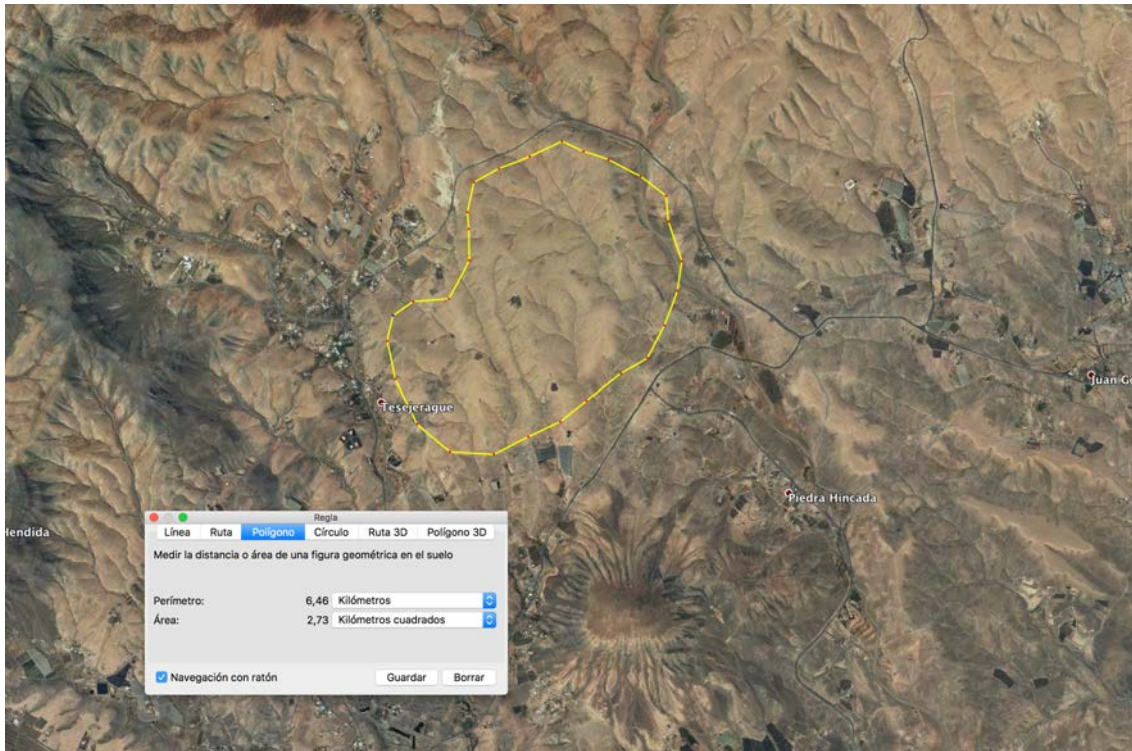 Tesejerague
Juan G
Piedra Hincada
Hendida
Regla
Línea Ruta Polígono Círculo Ruta 3D Polígono 3D
Medir la distancia o área de una figura geométrica en el suelo
Perímetro: 6,46 Kilómetros
Área: 2,73 Kilómetros cuadrados
Navegación con ratón Guardar Borrar